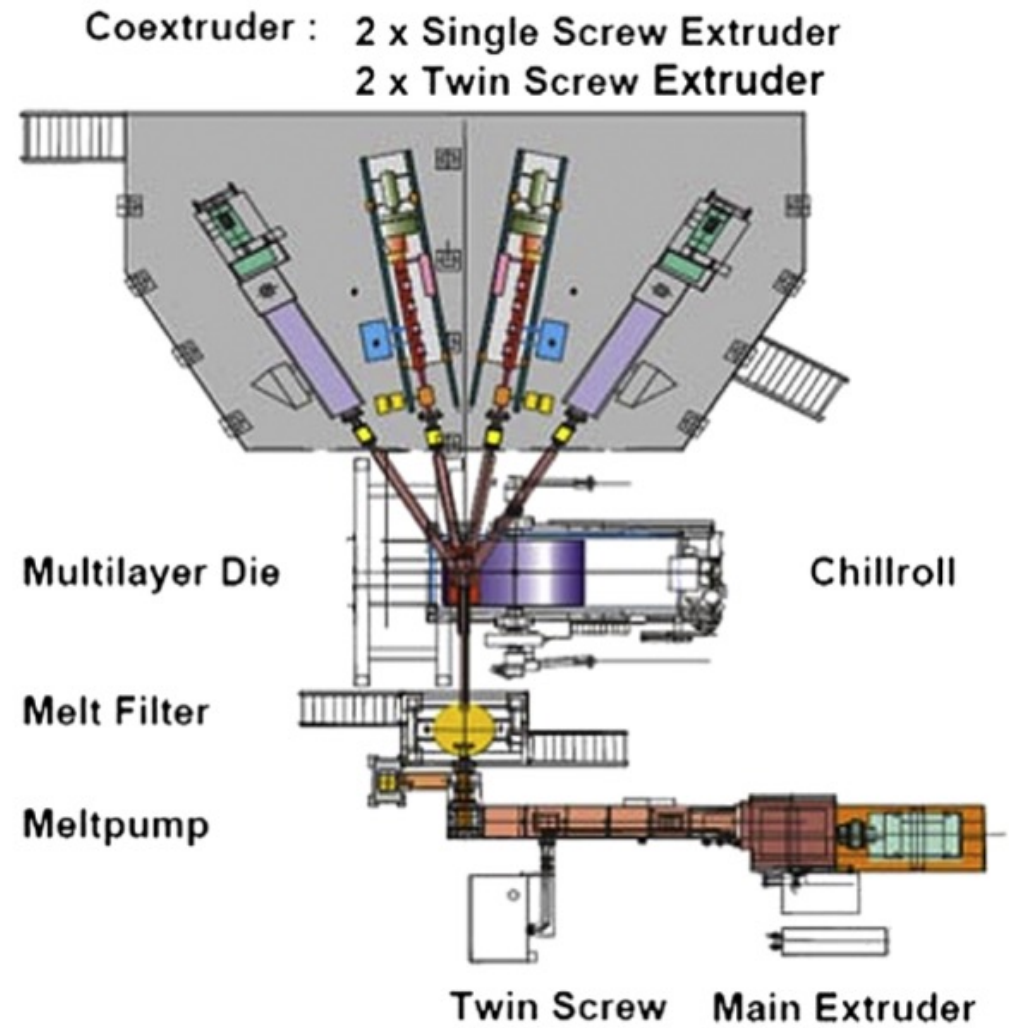 Coextruder : 2 x Single Screw Extruder
2 x Twin Screw Extruder
Multilayer Die
Chillroll
Melt Filter
Meltpump
Twin Screw Main Extruder